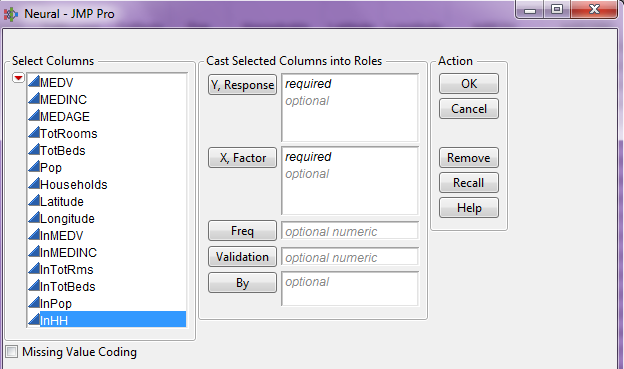 Neural - JMP Pro
Select Columns
MEDV
MEDINC
MEDAGE
TotRooms
TotBeds
Pop
Households
Latitude
Longitude
lnMEDV
lnMEDINC
lnTotRms
lnTotBeds
lnPop
lnHH
Missing Value Coding
Cast Selected Columns into Roles
Y, Response
required
optional
X, Factor
required
optional
Freq
optional numeric
Validation
optional numeric
By
optional
Action
OK
Cancel
Remove
Recall
Help